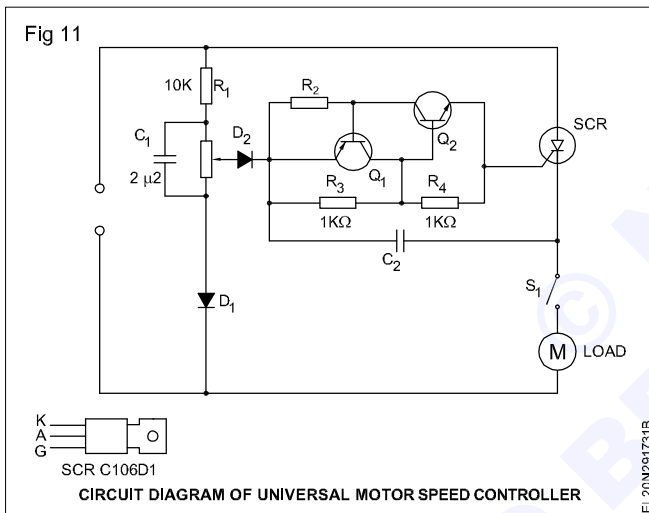 Fig 11
10K R1
C1
2 µ2
D2
R2
Q1
Q2
R3
1KΩ
R4
1KΩ
C2
SCR
S1
M LOAD
D1
K
A
G
SCR C106D1
CIRCUIT DIAGRAM OF UNIVERSAL MOTOR SPEED CONTROLLER
EL20N291731B
©